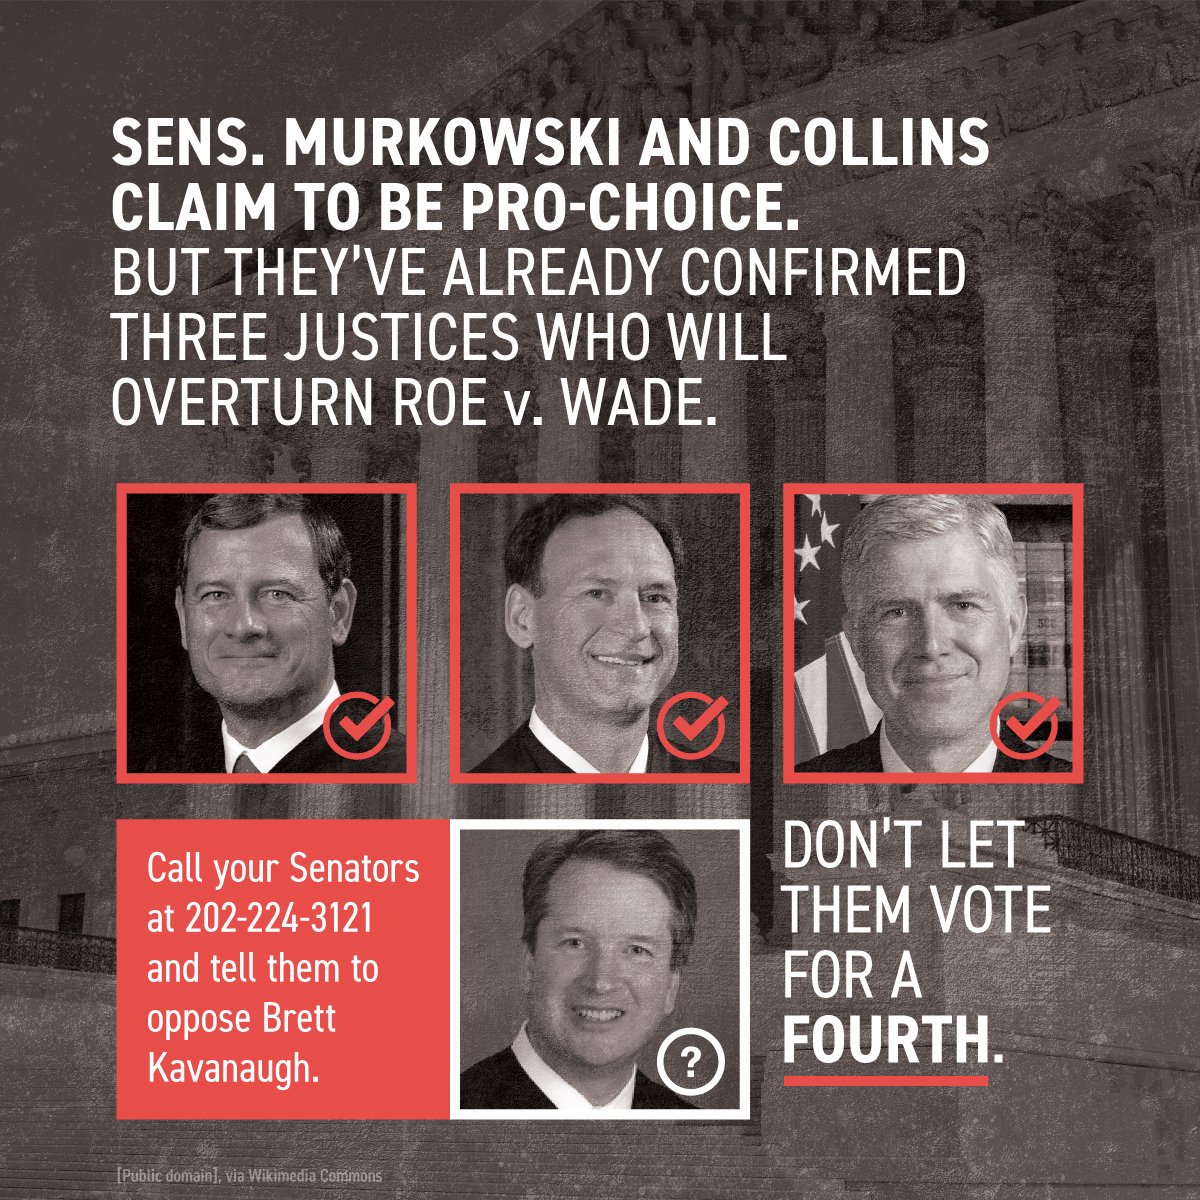 SENS. MURKOWSKI AND COLLINS
CLAIM TO BE PRO-CHOICE.
BUT THEY'VE ALREADY CONFIRMED
THREE JUSTICES WHO WILL
OVERTURN ROE v. WADE.
Call your Senators
at 202-224-3121
and tell them to
oppose Brett
Kavanaugh.
?
DON'T LET
THEM VOTE
FOR A
FOURTH.
[Public domain], via Wikimedia Commons